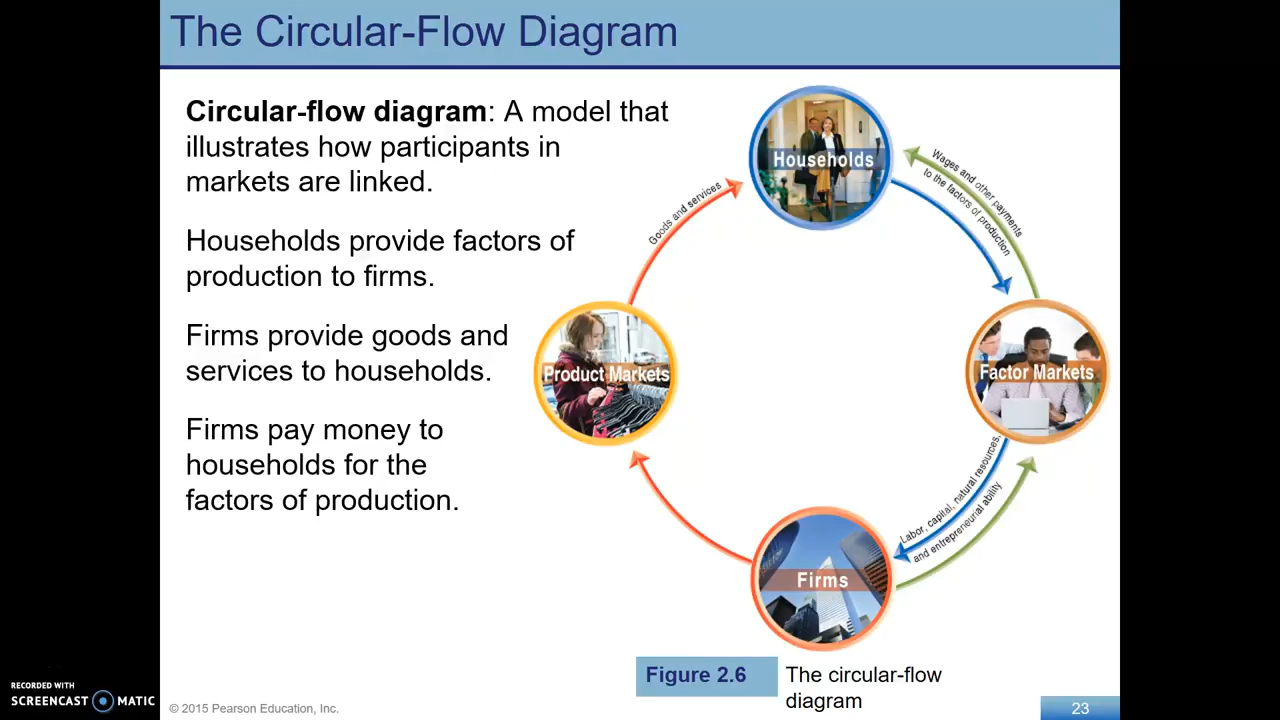 The Circular-Flow Diagram
Circular-flow diagram: A model that
illustrates how participants in
markets are linked.
Households provide factors of
production to firms.
Firms provide goods and
services to households.
Firms pay money to
households for the
factors of production.
Households
Wages and other payments
to the factors of production
Goods and services
Product Markets
Factor Markets
Labor, capital, natural resources,
and entrepreneurial ability
Firms
Figure 2.6
The circular-flow
diagram
RECORDED WITH
SCREENCAST MATIC
© 2015 Pearson Education, Inc.
23